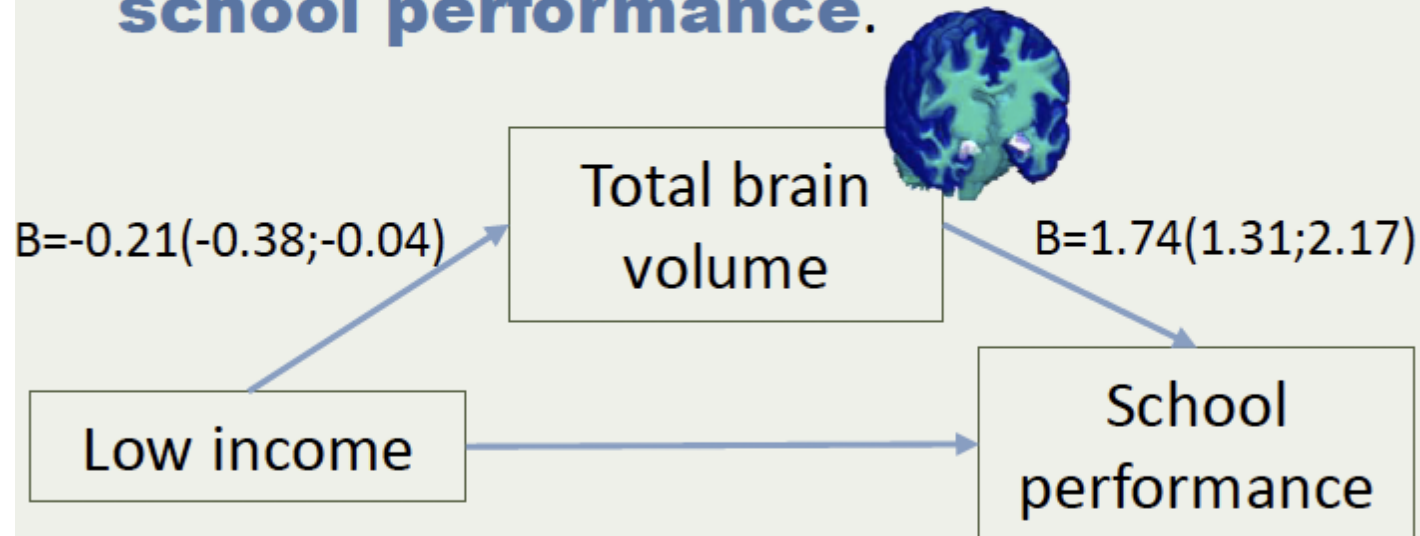 school performance.
Total brain
volume
B=-0.21(-0.38;-0.04)
B=1.74(1.31;2.17)
Low income
School
performance